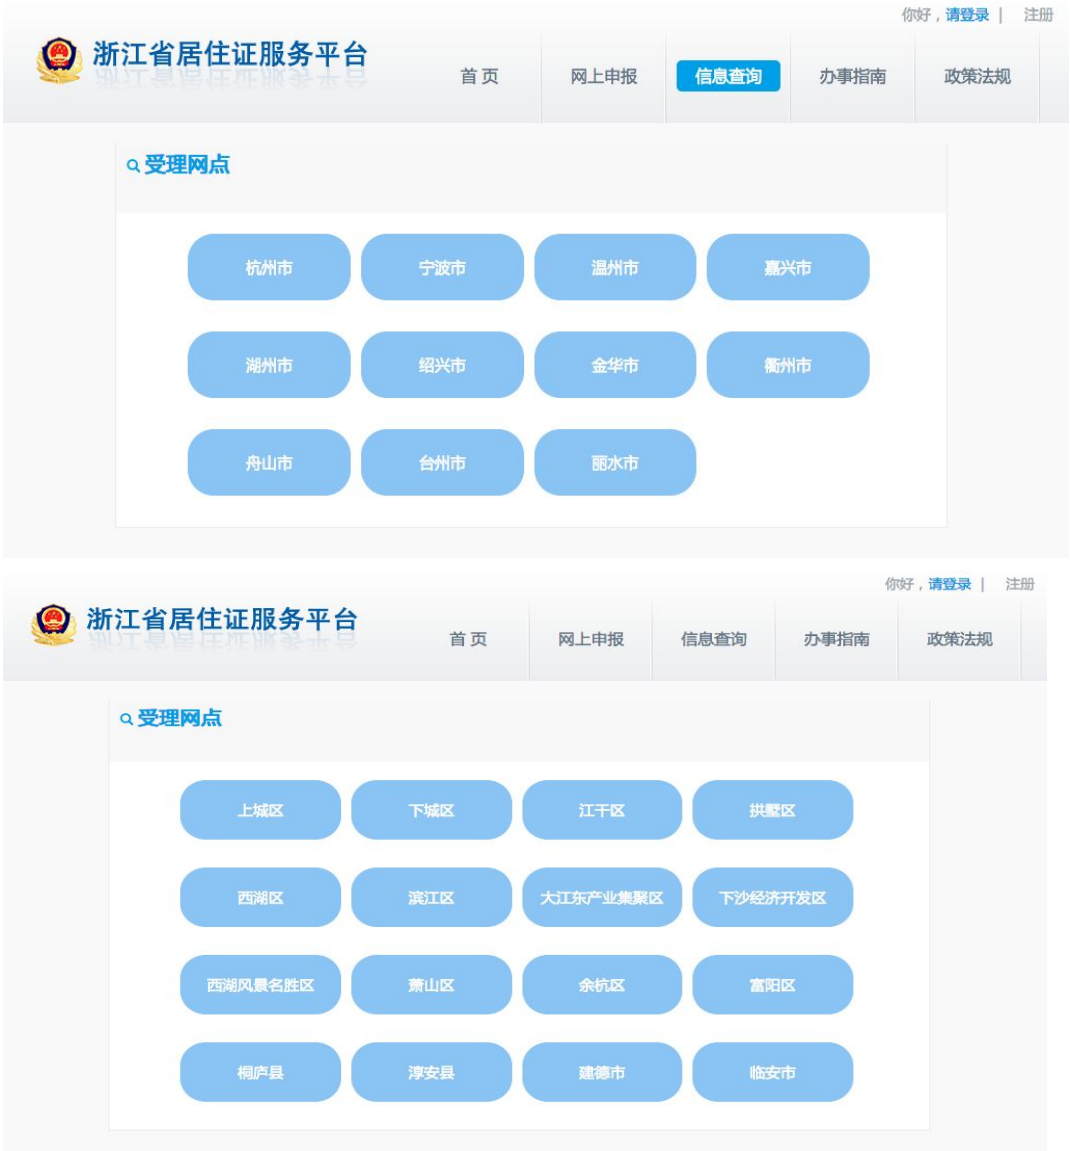 你好，请登录 |  注册
浙江省居住证服务平台
首 页 网上申报 信息查询 办事指南 政策法规
受理网点
杭州市 宁波市 温州市 嘉兴市
湖州市 绍兴市 金华市 衢州市
舟山市 台州市 丽水市
你好，请登录 |  注册
浙江省居住证服务平台
首 页 网上申报 信息查询 办事指南 政策法规
受理网点
上城区 下城区 江干区 拱墅区
西湖区 滨江区 大江东产业集聚区 下沙经济开发区
西湖风景名胜区 萧山区 余杭区 富阳区
桐庐县 淳安县 建德市 临安市